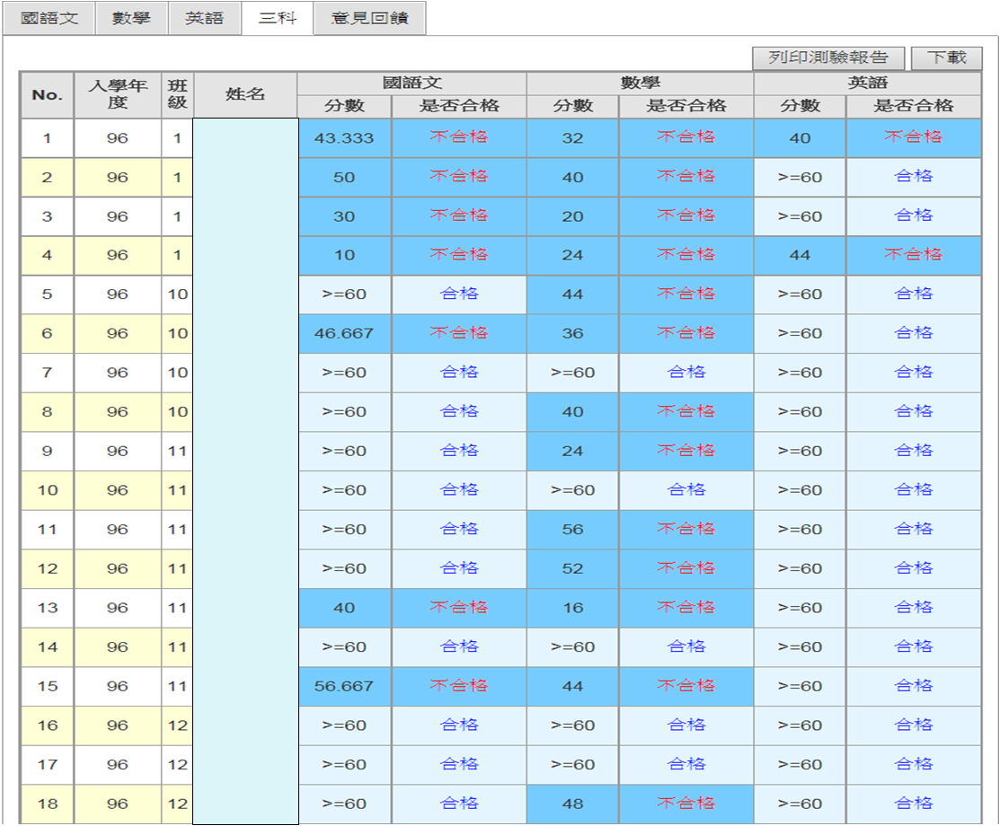 國語文 數學 英語 三科 意見回饋
列印測驗報告 下載
No. 入學年度 班級 姓名 國語文 數學 英語
分數 是否合格 分數 是否合格 分數 是否合格
1 96 1 43.333 不合格 32 不合格 40 不合格
2 96 1 50 不合格 40 不合格 >=60 合格
3 96 1 30 不合格 20 不合格 >=60 合格
4 96 1 10 不合格 24 不合格 44 不合格
5 96 10 >=60 合格 44 不合格 >=60 合格
6 96 10 46.667 不合格 36 不合格 >=60 合格
7 96 10 >=60 合格 >=60 合格 >=60 合格
8 96 10 >=60 合格 40 不合格 >=60 合格
9 96 11 >=60 合格 24 不合格 >=60 合格
10 96 11 >=60 合格 >=60 合格 >=60 合格
11 96 11 >=60 合格 56 不合格 >=60 合格
12 96 11 >=60 合格 52 不合格 >=60 合格
13 96 11 40 不合格 16 不合格 >=60 合格
14 96 11 >=60 合格 >=60 合格 >=60 合格
15 96 11 56.667 不合格 44 不合格 >=60 合格
16 96 12 >=60 合格 >=60 合格 >=60 合格
17 96 12 >=60 合格 >=60 合格 >=60 合格
18 96 12 >=60 合格 48 不合格 >=60 合格